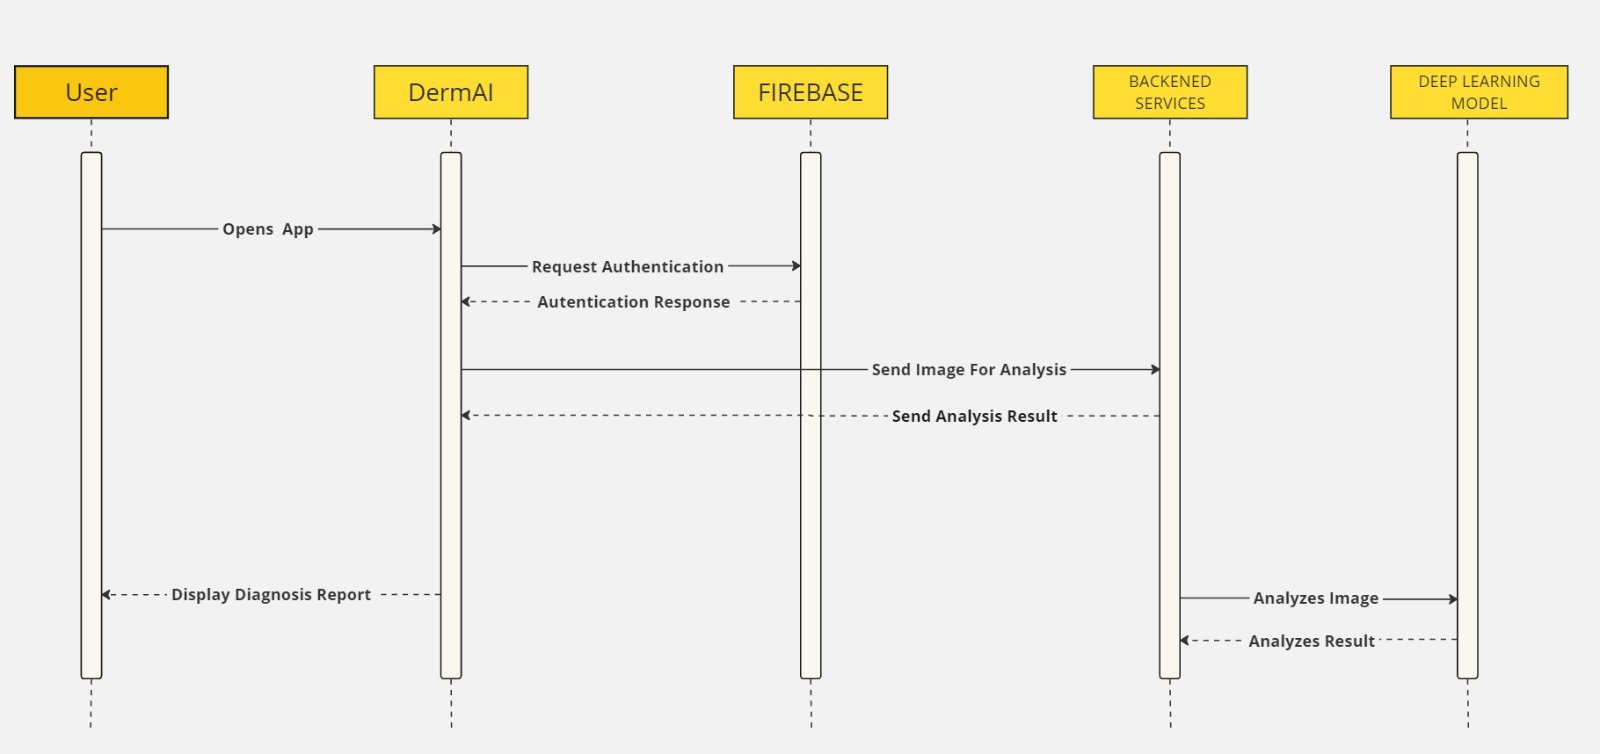 User
DermAI
FIREBASE
BACKENED
SERVICES
DEEP LEARNING
MODEL
Opens App
Request Authentication
Autentication Response
Send Image For Analysis
Send Analysis Result
Display Diagnosis Report
Analyzes Image
Analyzes Result